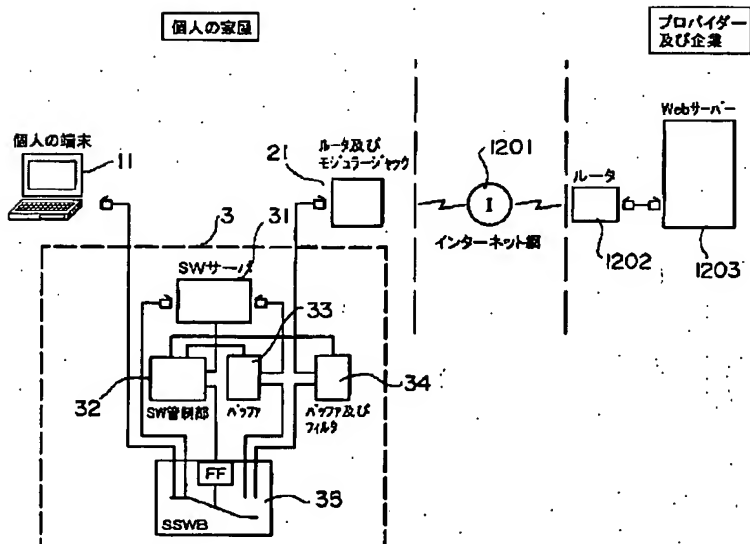 個人の家屋
プロバイダー
及び企業
個人の端末
11
ルータ及び
モジュラージャック
21
1201
I
インターネット網
ルータ
1202
Webサーバー
1203
3
31
SWサーバ
33
32
SW管制部
バッファ
バッファ及び
フィルタ
34
FF
SSWB
35